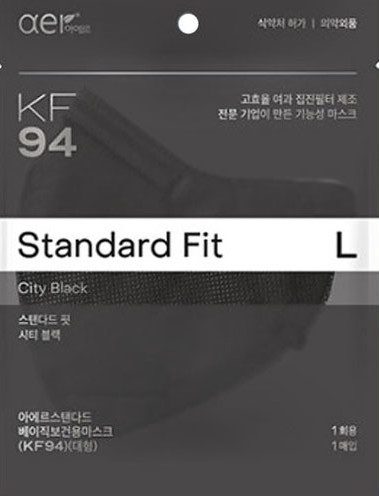 aer 아에르
식약처 허가 | 의약외품
KF
94
고효율 여과 집진필터 제조
전문 기업이 만든 기능성 마스크
Standard Fit L
City Black
스탠다드 핏
시티 블랙
아에르스탠다드
베이직보건용마스크
(KF94)(대형)
1회용
1매입